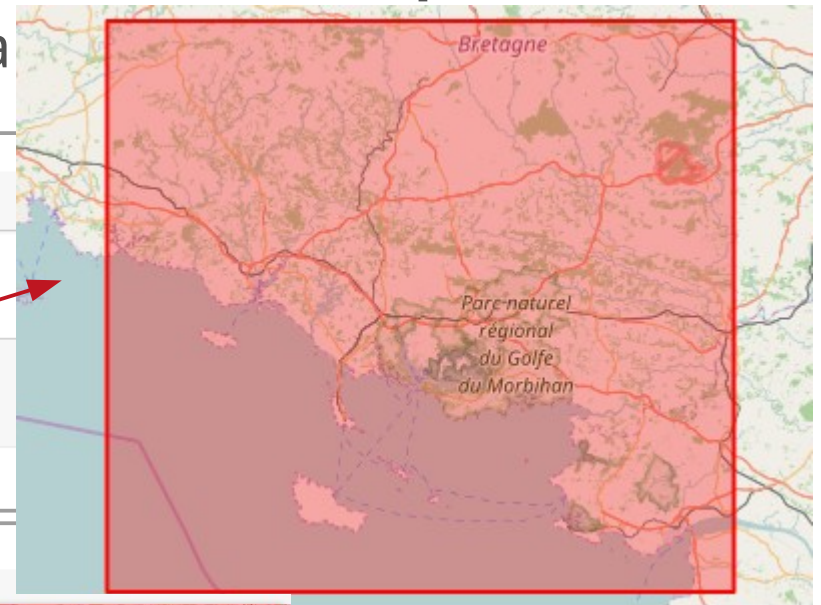 a
Bretagne
Parc naturel
régional
du Golfe
du Morbihan